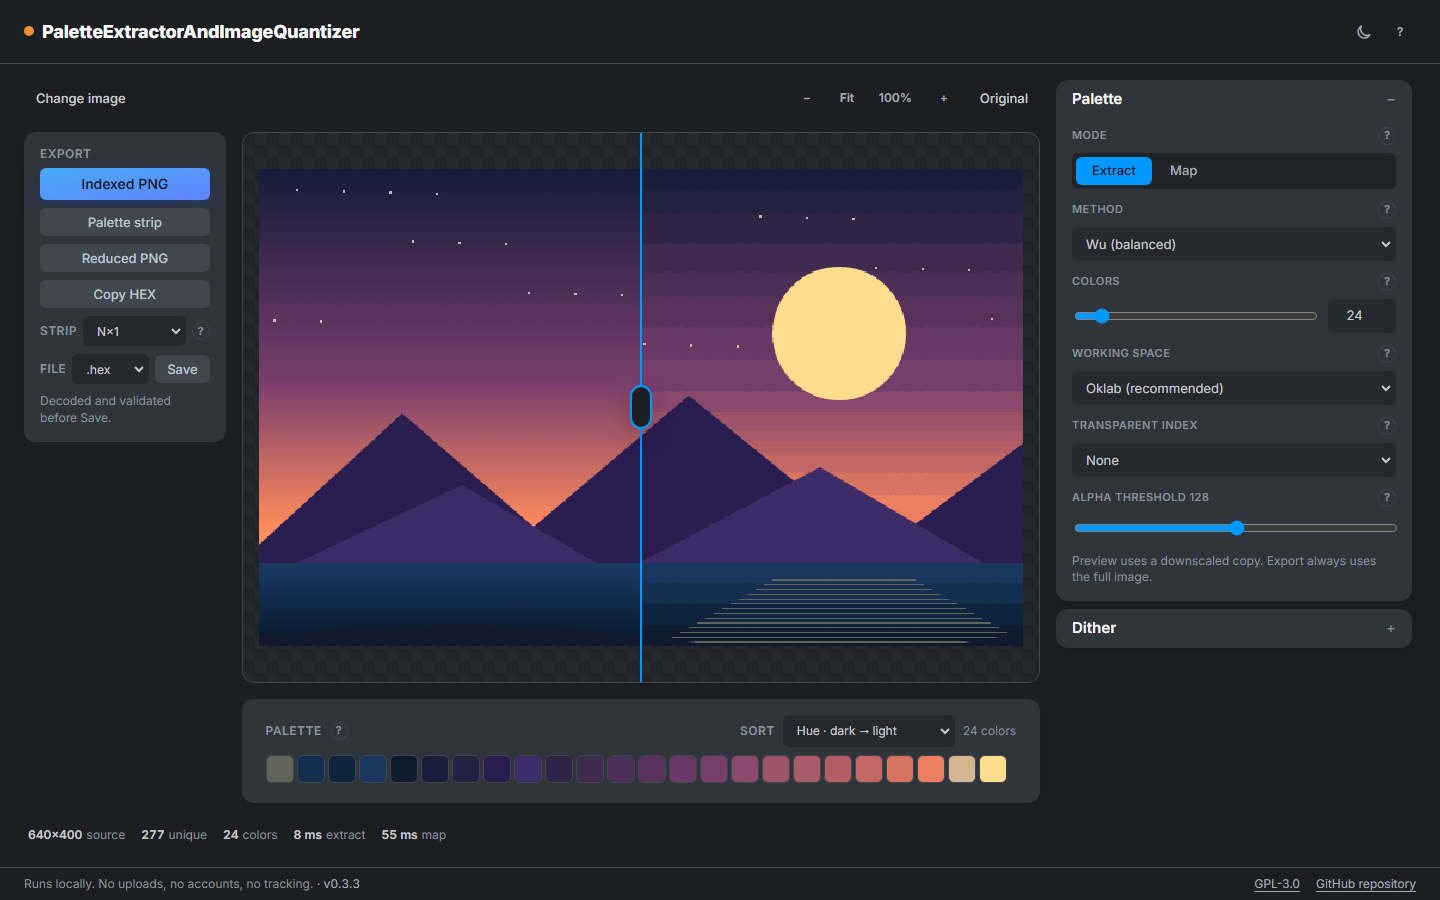 PaletteExtractorAndImageQuantizer
?
Change image
−
Fit
100%
+
Original
EXPORT
Indexed PNG
Palette strip
Reduced PNG
Copy HEX
STRIP
N×1
?
FILE
.hex
Save
Decoded and validated
before Save.
Palette
−
MODE
?
Extract
Map
METHOD
?
Wu (balanced)
COLORS
?
24
WORKING SPACE
?
Oklab (recommended)
TRANSPARENT INDEX
?
None
ALPHA THRESHOLD 128
?
Preview uses a downscaled copy. Export always uses
the full image.
Dither
+
PALETTE
?
SORT
Hue · dark → light
24 colors
640×400 source
277 unique
24 colors
8 ms extract
55 ms map
Runs locally. No uploads, no accounts, no tracking. · v0.3.3
GPL-3.0
GitHub repository